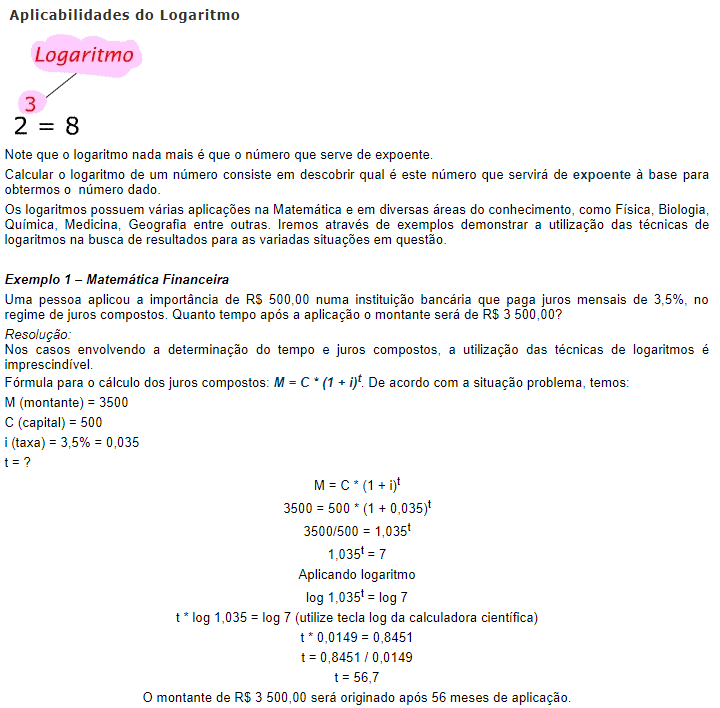 Aplicabilidades do Logaritmo
Logaritmo
3
2 = 8
Note que o logaritmo nada mais é que o número que serve de expoente.
Calcular o logaritmo de um número consiste em descobrir qual é este número que servirá de expoente à base para
obtermos o número dado.
Os logaritmos possuem várias aplicações na Matemática e em diversas áreas do conhecimento, como Física, Biologia,
Química, Medicina, Geografia entre outras. Iremos através de exemplos demonstrar a utilização das técnicas de
logaritmos na busca de resultados para as variadas situações em questão.
Exemplo 1 – Matemática Financeira
Uma pessoa aplicou a importância de R$ 500,00 numa instituição bancária que paga juros mensais de 3,5%, no
regime de juros compostos. Quanto tempo após a aplicação o montante será de R$ 3 500,00?
Resolução:
Nos casos envolvendo a determinação do tempo e juros compostos, a utilização das técnicas de logaritmos é
imprescindível.
Fórmula para o cálculo dos juros compostos: M = C * (1 + i)^t. De acordo com a situação problema, temos:
M (montante) = 3500
C (capital) = 500
i (taxa) = 3,5% = 0,035
t = ?
M = C * (1 + i)^t
3500 = 500 * (1 + 0,035)^t
3500/500 = 1,035^t
1,035^t = 7
Aplicando logaritmo
log 1,035^t = log 7
t * log 1,035 = log 7 (utilize tecla log da calculadora científica)
t * 0,0149 = 0,8451
t = 0,8451 / 0,0149
t = 56,7
O montante de R$ 3 500,00 será originado após 56 meses de aplicação.